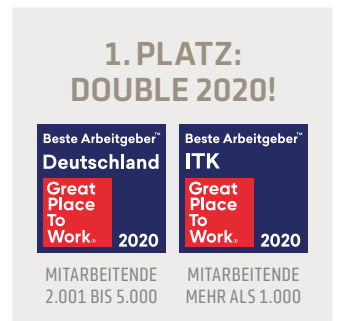 1. PLATZ:
DOUBLE 2020!
Beste Arbeitgeber™
Deutschland
Great
Place
To
Work®
2020
MITARBEITENDE
2.001 BIS 5.000
Beste Arbeitgeber™
ITK
Great
Place
To
Work®
2020
MITARBEITENDE
MEHR ALS 1.000